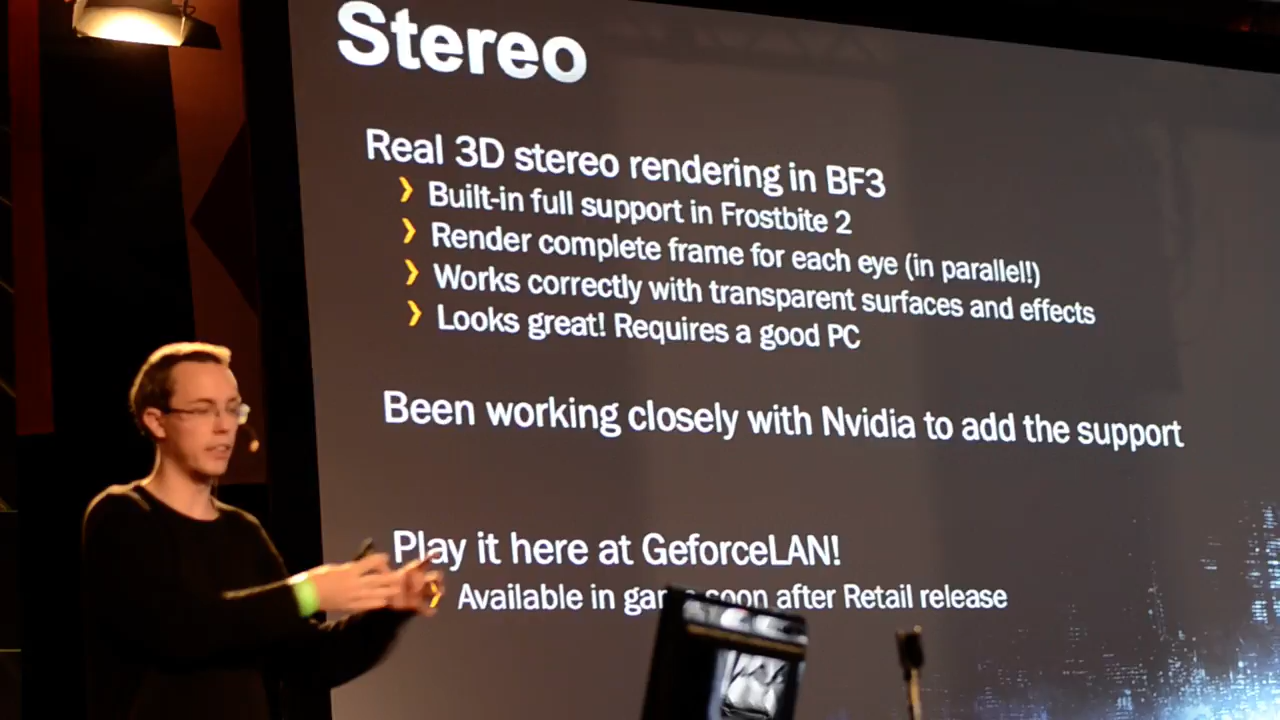 Stereo
Real 3D stereo rendering in BF3
Built-in full support in Frostbite 2
Render complete frame for each eye (in parallel!)
Works correctly with transparent surfaces and effects
Looks great! Requires a good PC
Been working closely with Nvidia to add the support
Play it here at GeforceLAN!
Available in soon after Retail release